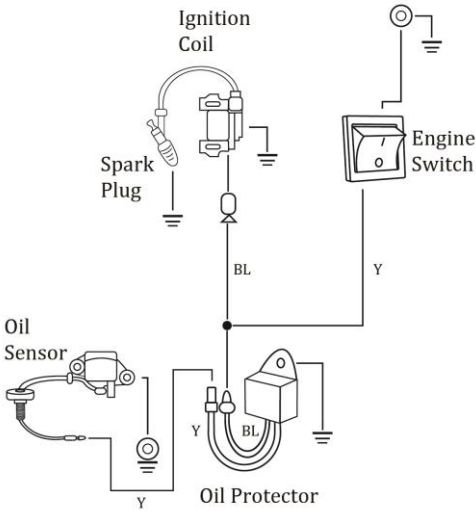 Ignition
Coil
Engine
Switch
Spark
Plug
BL
Y
Oil
Sensor
Y
BL
Y
Oil Protector